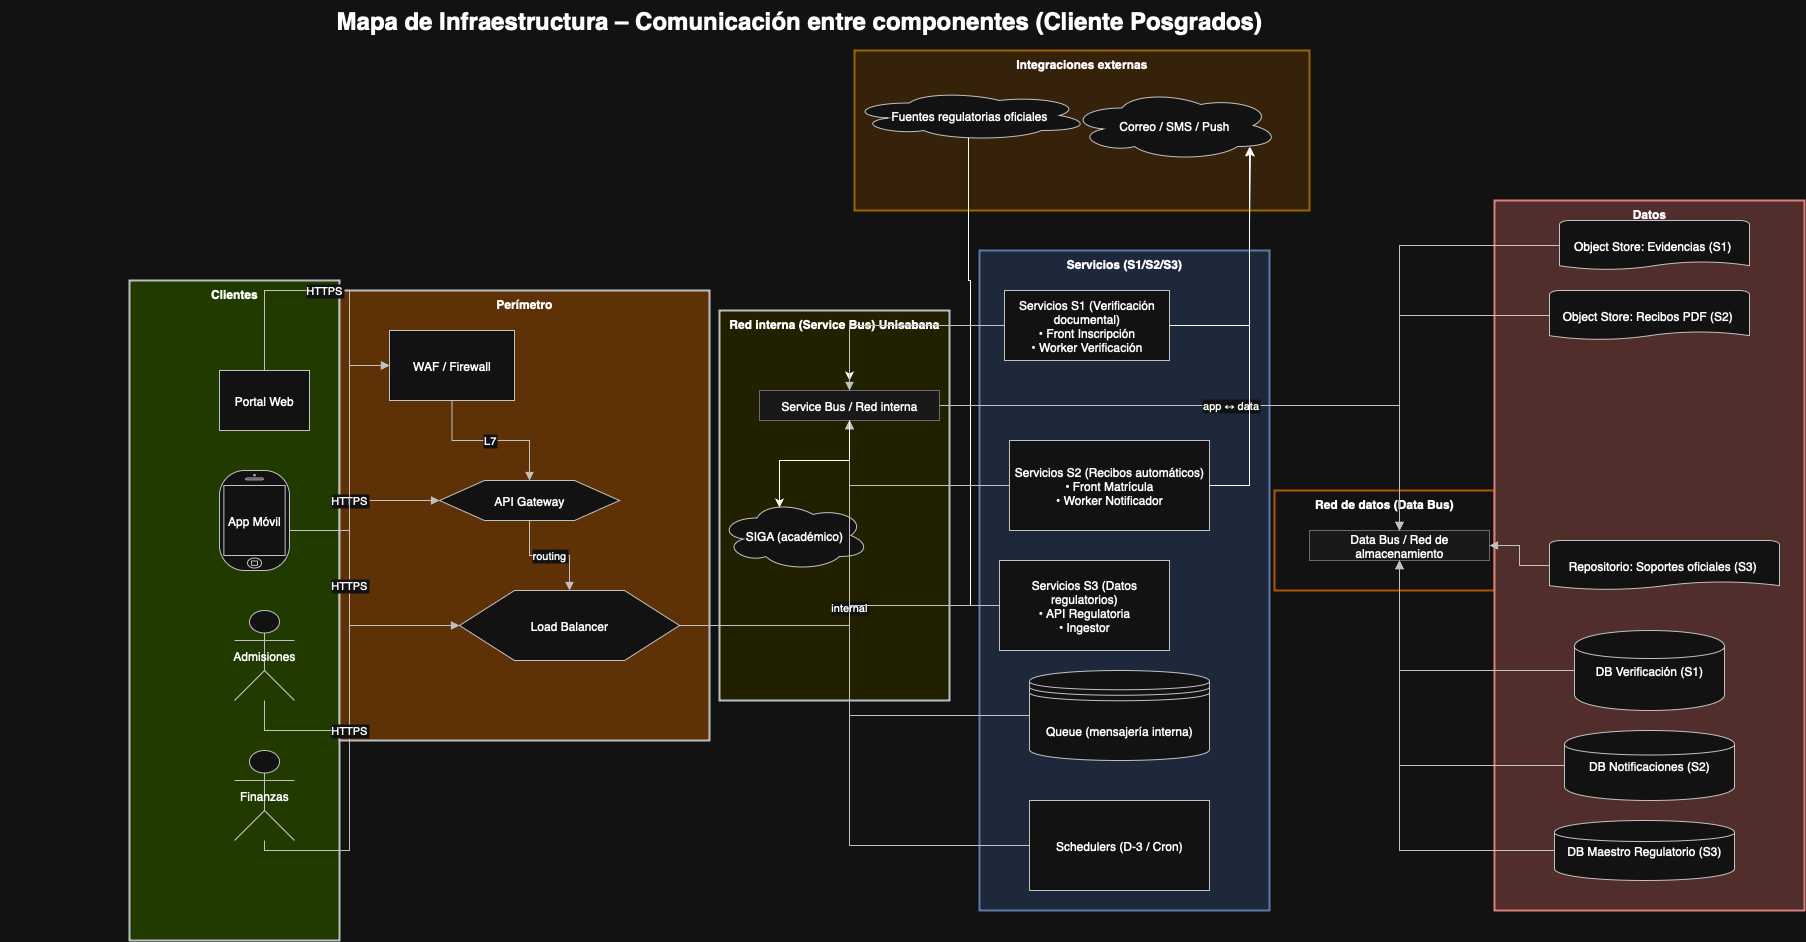 Mapa de Infraestructura – Comunicación entre componentes (Cliente Posgrados)
Integraciones externas
Fuentes regulatorias oficiales
Correo / SMS / Push
Clientes
HTTPS
Portal Web
App Móvil
HTTPS
HTTPS
Admisiones
HTTPS
Finanzas
Perímetro
WAF / Firewall
L7
API Gateway
routing
Load Balancer
Red interna (Service Bus) Unisabana
Service Bus / Red interna
SIGA (académico)
internal
Servicios (S1/S2/S3)
Servicios S1 (Verificación
documental)
• Front Inscripción
• Worker Verificación
app ↔ data
Servicios S2 (Recibos automáticos)
• Front Matrícula
• Worker Notificador
Servicios S3 (Datos
regulatorios)
• API Regulatoria
• Ingestor
Queue (mensajería interna)
Schedulers (D-3 / Cron)
Red de datos (Data Bus)
Data Bus / Red de
almacenamiento
Datos
Object Store: Evidencias (S1)
Object Store: Recibos PDF (S2)
Repositorio: Soportes oficiales (S3)
DB Verificación (S1)
DB Notificaciones (S2)
DB Maestro Regulatorio (S3)